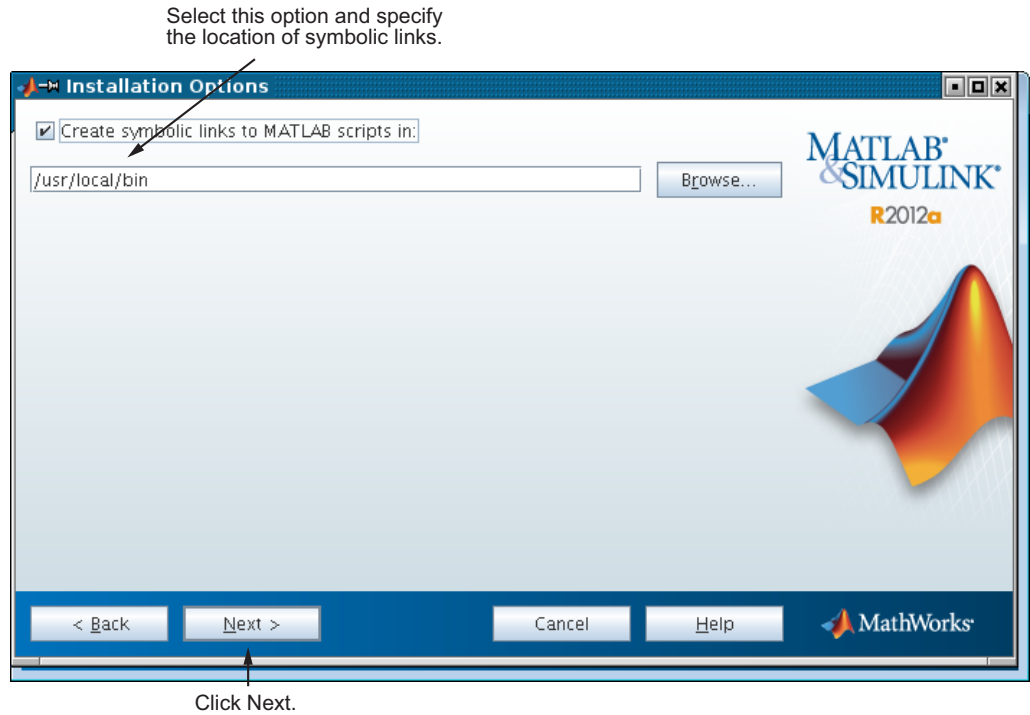 Select this option and specify
the location of symbolic links.
Installation Options
Create symbolic links to MATLAB scripts in:
/usr/local/bin
Browse...
MATLAB®
&SIMULINK®
R2012a
< Back
Next >
Cancel
Help
MathWorks®
Click Next.